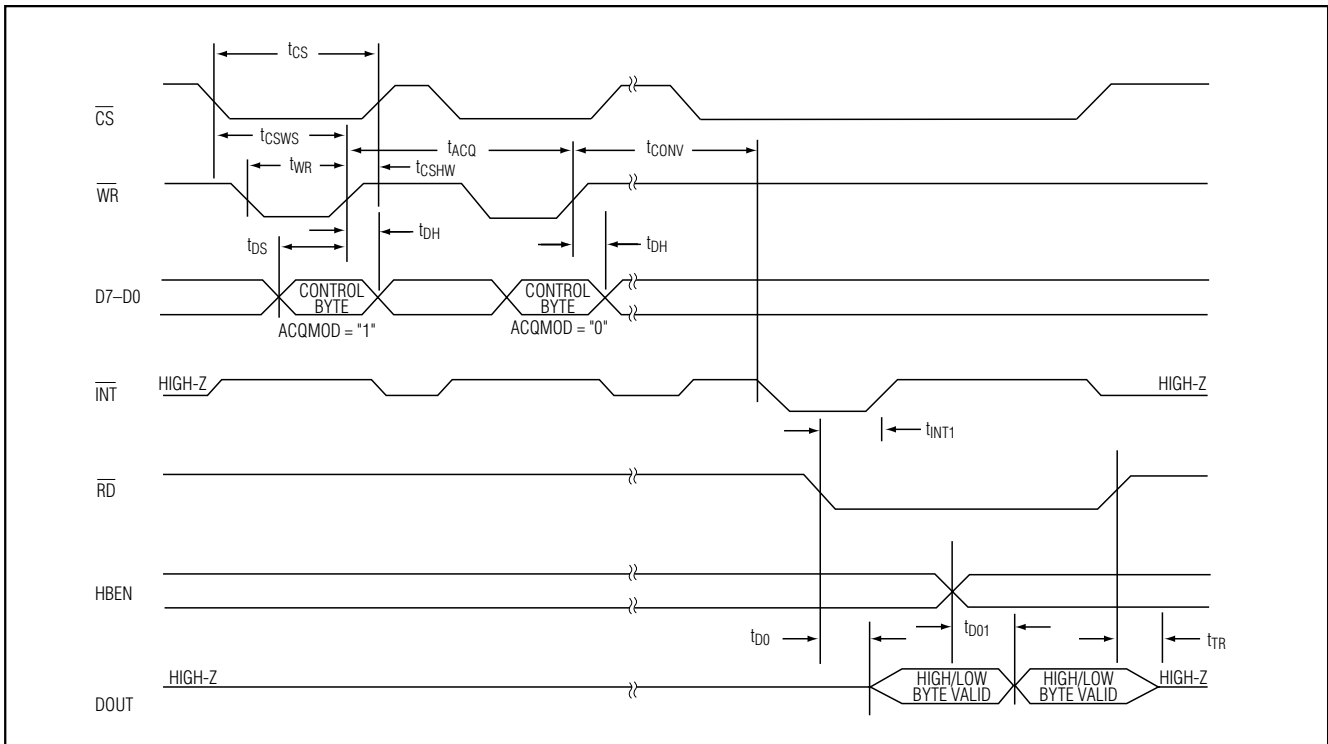 tCS
CS
tCSWS
tACQ
tCONV
tWR
tCSHW
WR
tDS
tDH
tDH
D7–D0
CONTROL
BYTE
CONTROL
BYTE
ACQMOD = "1"
ACQMOD = "0"
HIGH-Z
INT
HIGH-Z
tINT1
RD
HBEN
tD0
tD01
tTR
HIGH-Z
HIGH/LOW
BYTE VALID
HIGH/LOW
BYTE VALID
HIGH-Z
DOUT